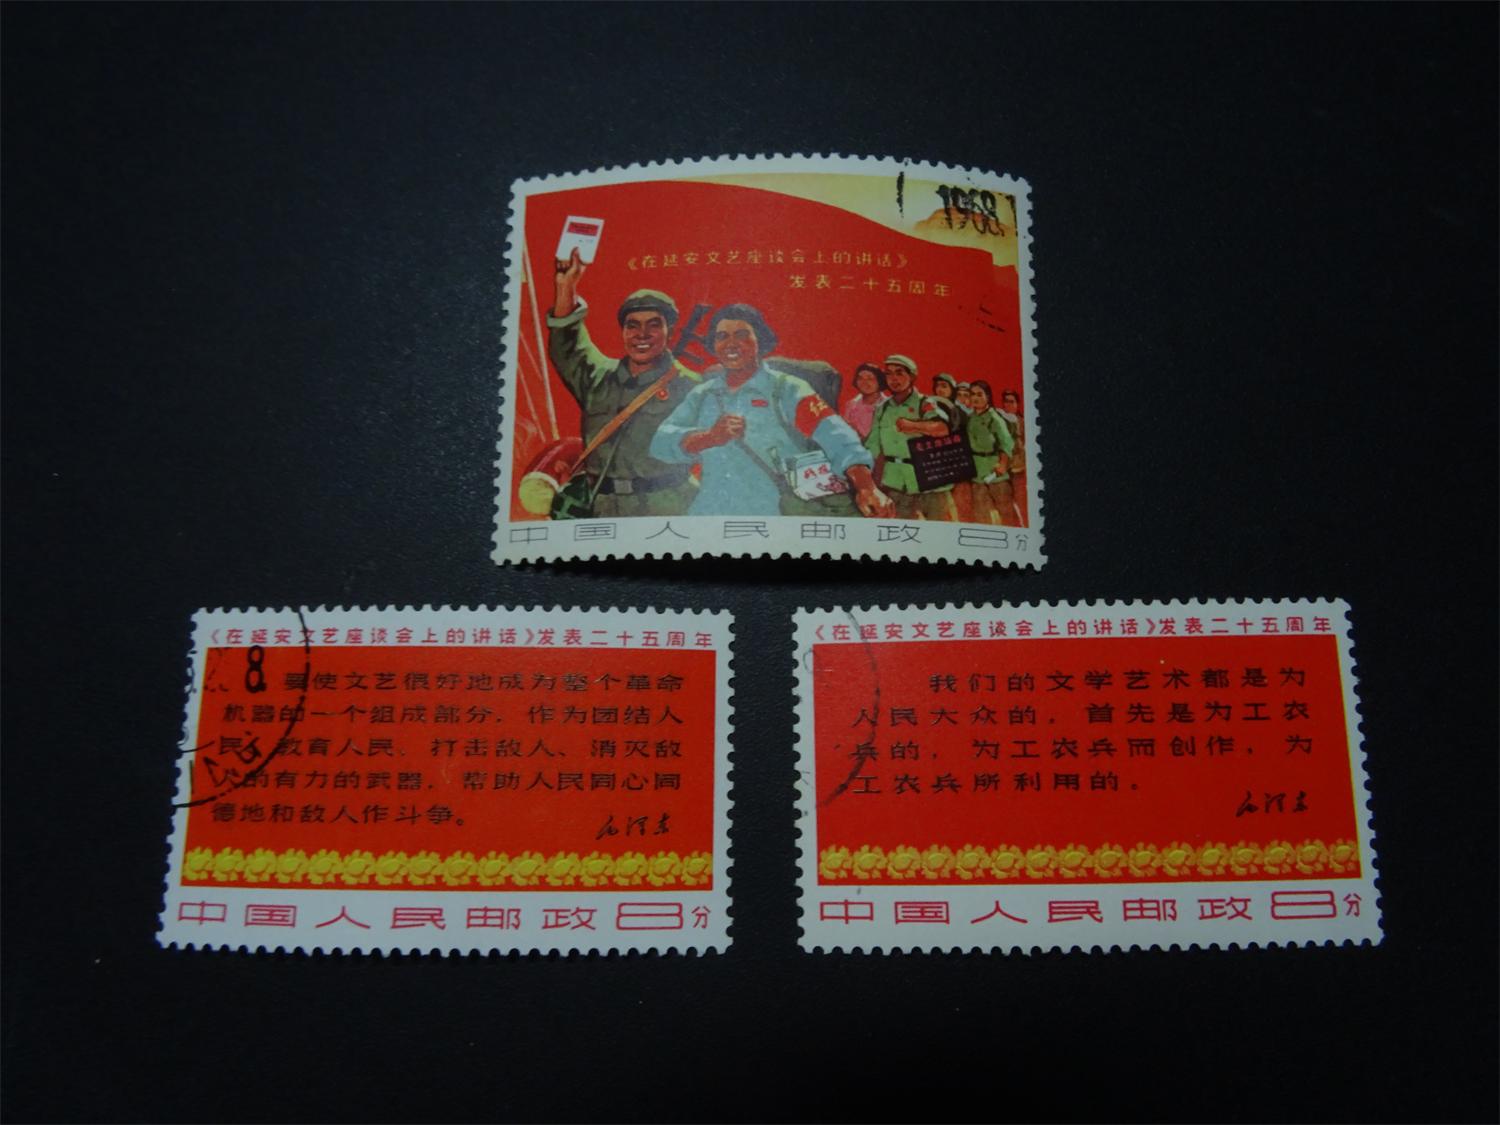 1968
《在延安文艺座谈会上的讲话》
发表二十五周年
红
中国人民邮政 8分
《在延安文艺座谈会上的讲话》发表二十五周年
8
要使文艺很好地成为整个革命
机器的一个组成部分，作为团结人
民、教育人民、打击敌人、消灭敌
人的有力的武器，帮助人民同心同
德地和敌人作斗争。
毛泽东
中国人民邮政 8分
《在延安文艺座谈会上的讲话》发表二十五周年
我们的文学艺术都是为
人民大众的，首先是为工农
兵的，为工农兵而创作，为
工农兵所利用的。
毛泽东
中国人民邮政 8分